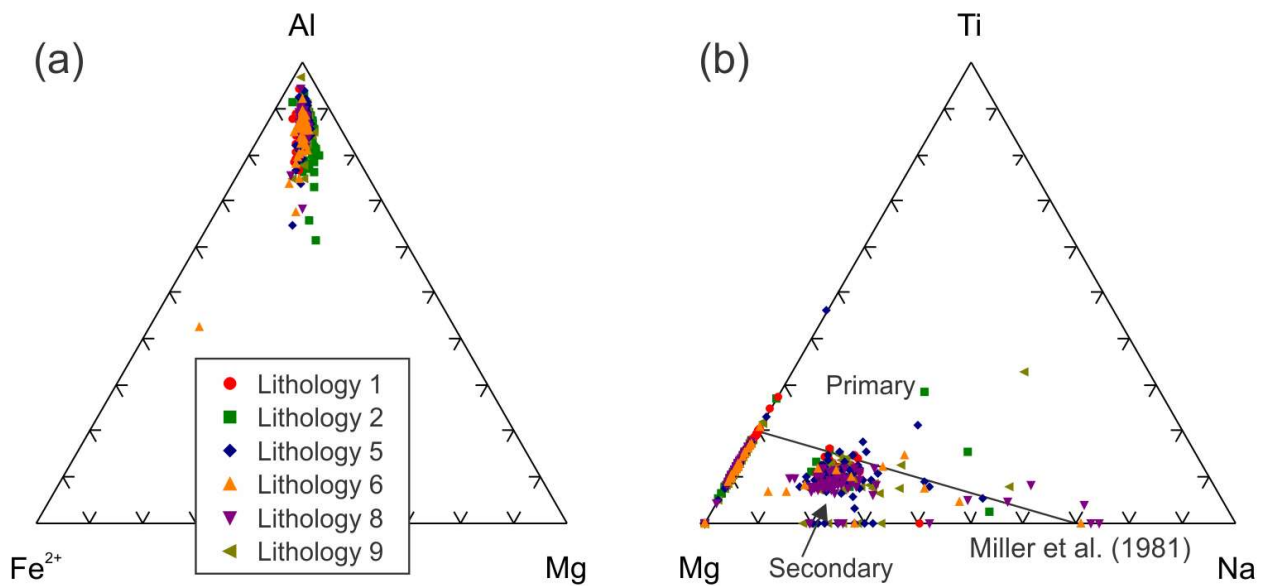 (a)
Al
Fe²⁺
Mg
Lithology 1
Lithology 2
Lithology 5
Lithology 6
Lithology 8
Lithology 9
(b)
Ti
Primary
Secondary
Miller et al. (1981)
Mg
Na